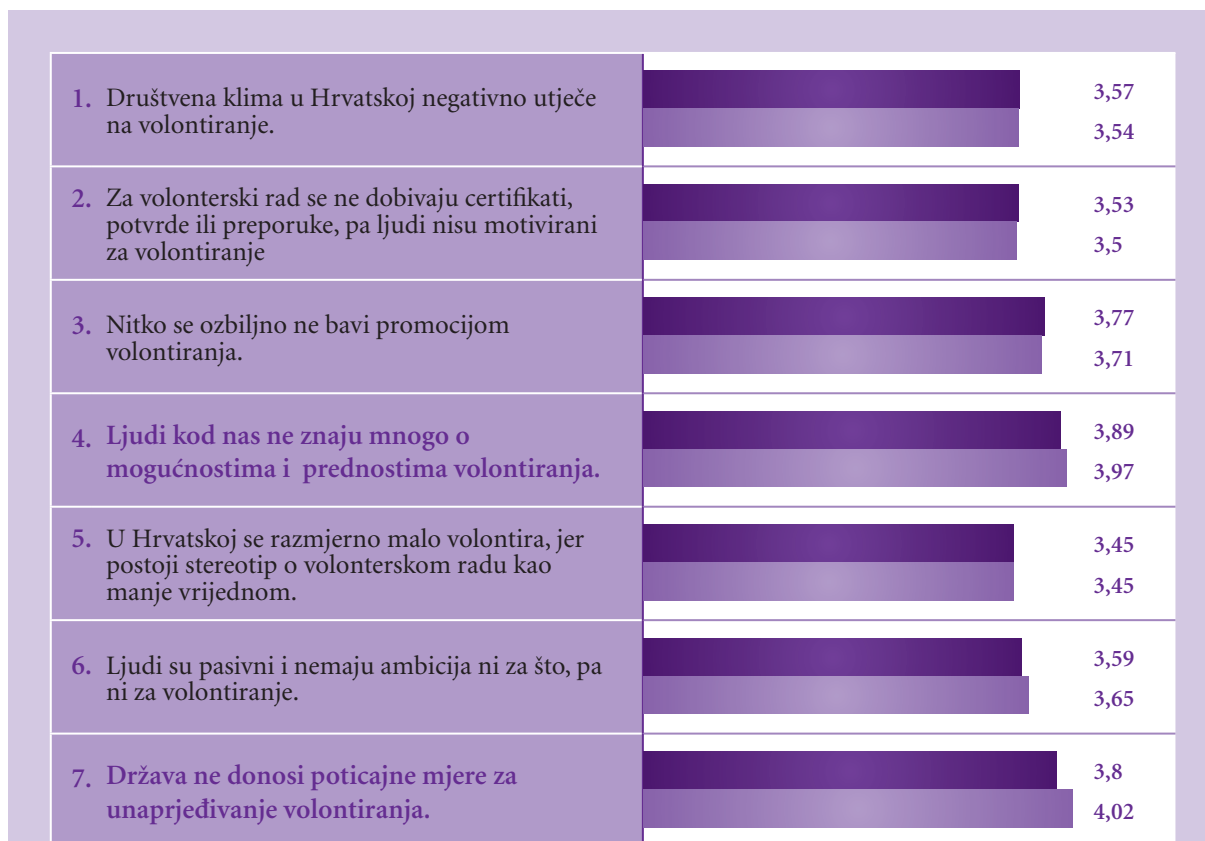 1. Društvena klima u Hrvatskoj negativno utječe
na volontiranje.
3,57
3,54
2. Za volonterski rad se ne dobivaju certifikati,
potvrde ili preporuke, pa ljudi nisu motivirani
za volontiranje
3,53
3,5
3. Nitko se ozbiljno ne bavi promocijom
volontiranja.
3,77
3,71
4. Ljudi kod nas ne znaju mnogo o
mogućnostima i prednostima volontiranja.
3,89
3,97
5. U Hrvatskoj se razmjerno malo volontira, jer
postoji stereotip o volonterskom radu kao
manje vrijednom.
3,45
3,45
6. Ljudi su pasivni i nemaju ambicija ni za što, pa
ni za volontiranje.
3,59
3,65
7. Država ne donosi poticajne mjere za
unaprjeđivanje volontiranja.
3,8
4,02